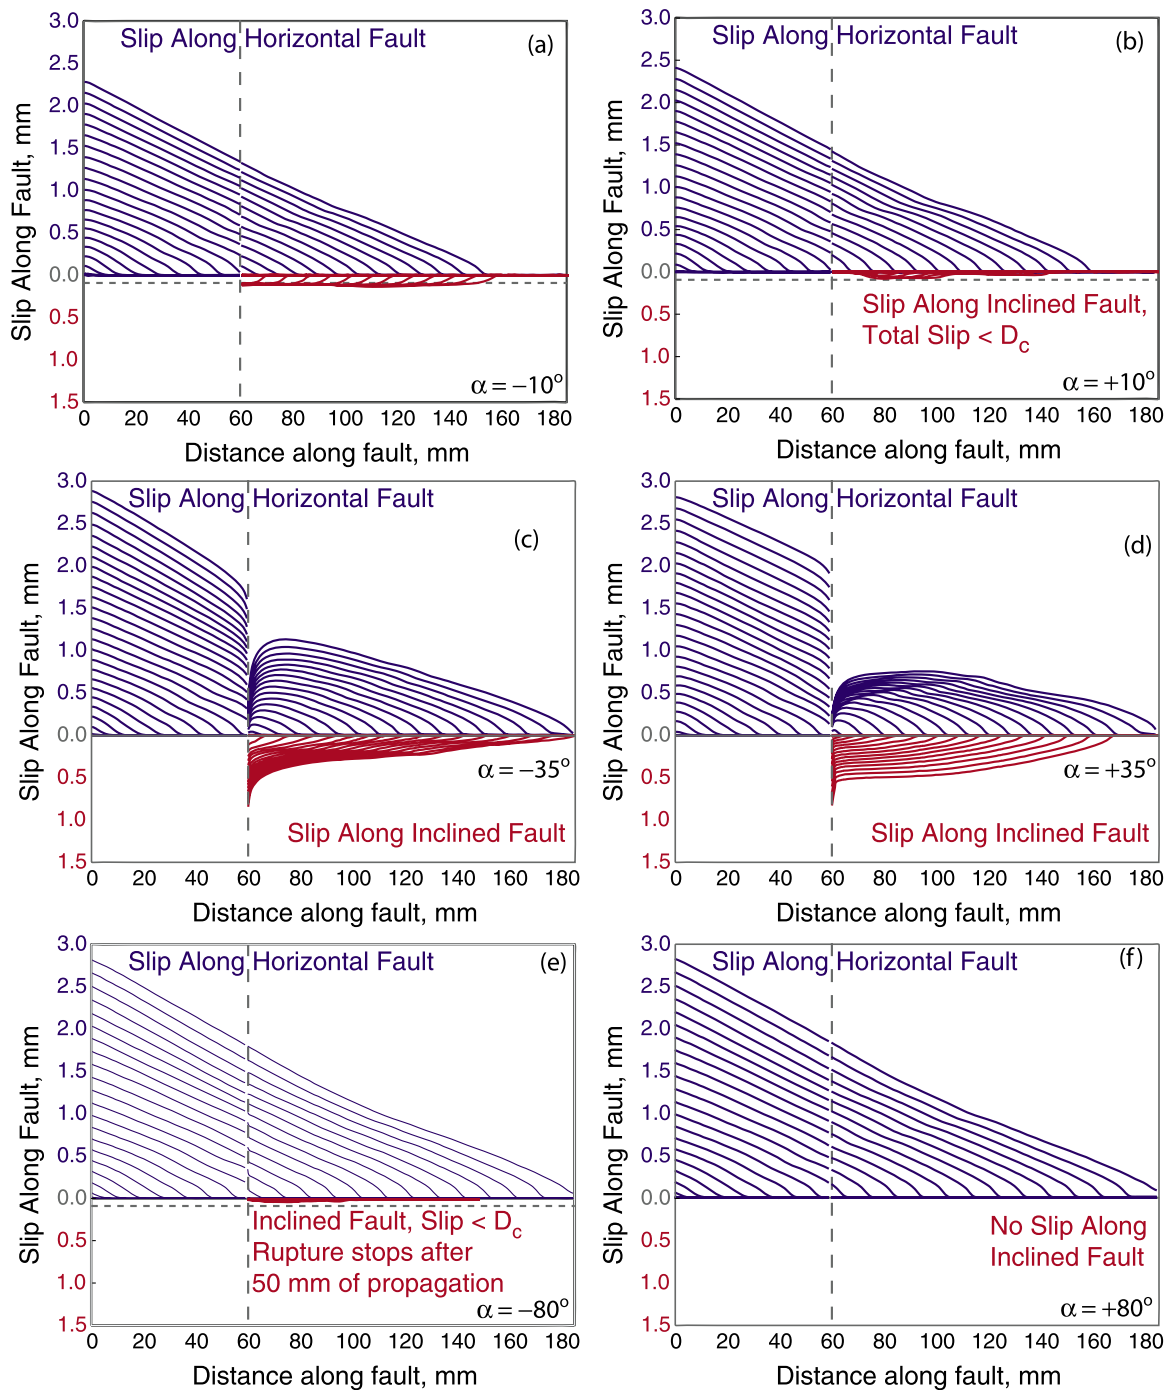 Slip Along Horizontal Fault
(a)
3.0
2.5
2.0
1.5
1.0
0.5
0.0
0.5
1.0
1.5
Slip Along Fault, mm
α = −10o
0 20 40 60 80 100 120 140 160 180
Distance along fault, mm
Slip Along Horizontal Fault
(b)
3.0
2.5
2.0
1.5
1.0
0.5
0.0
0.5
1.0
1.5
Slip Along Fault, mm
Slip Along Inclined Fault,
Total Slip < Dc
α = +10o
0 20 40 60 80 100 120 140 160 180
Distance along fault, mm
Slip Along Horizontal Fault
(c)
3.0
2.5
2.0
1.5
1.0
0.5
0.0
0.5
1.0
1.5
Slip Along Fault, mm
α = −35o
Slip Along Inclined Fault
0 20 40 60 80 100 120 140 160 180
Distance along fault, mm
Slip Along Horizontal Fault
(d)
3.0
2.5
2.0
1.5
1.0
0.5
0.0
0.5
1.0
1.5
Slip Along Fault, mm
α = +35o
Slip Along Inclined Fault
0 20 40 60 80 100 120 140 160 180
Distance along fault, mm
Slip Along Horizontal Fault
(e)
3.0
2.5
2.0
1.5
1.0
0.5
0.0
0.5
1.0
1.5
Slip Along Fault, mm
Inclined Fault, Slip < Dc
Rupture stops after
50 mm of propagation
α = −80o
0 20 40 60 80 100 120 140 160 180
Distance along fault, mm
Slip Along Horizontal Fault
(f)
3.0
2.5
2.0
1.5
1.0
0.5
0.0
0.5
1.0
1.5
Slip Along Fault, mm
No Slip Along
Inclined Fault
α = +80o
0 20 40 60 80 100 120 140 160 180
Distance along fault, mm